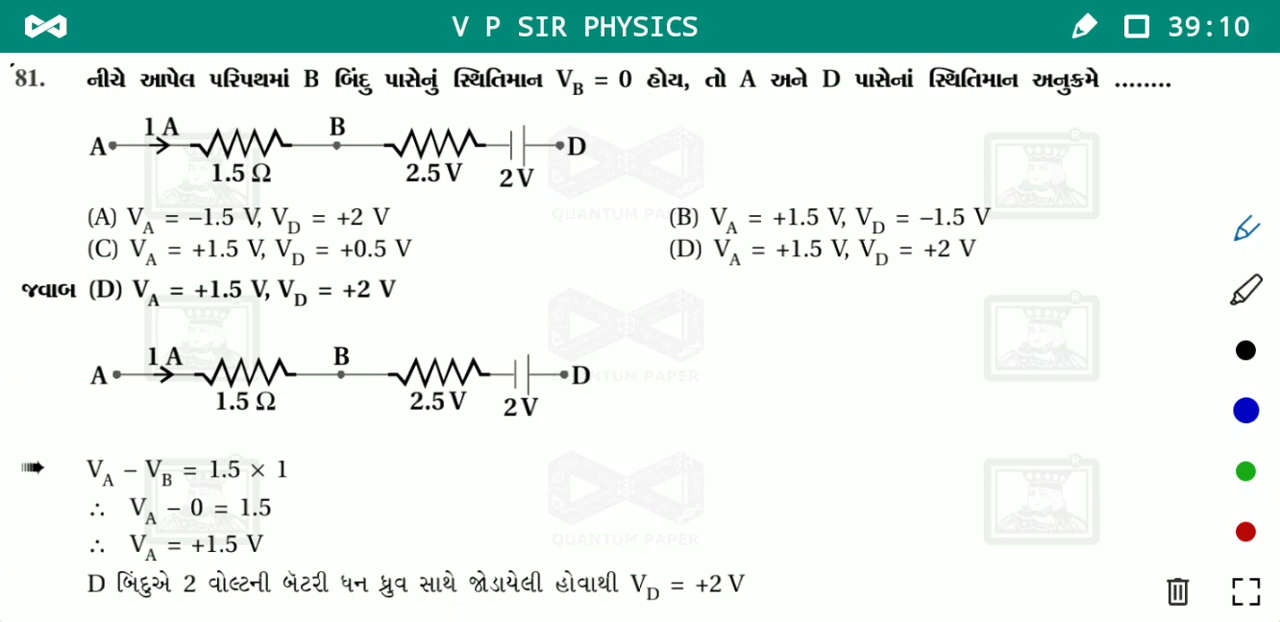 V P SIR PHYSICS
39:10
81. નીચે આપેલ પરિપથમાં B બિંદુ પાસેનું સ્થિતિમાન V_B = 0 હોય, તો A અને D પાસેનાં સ્થિતિમાન અનુક્રમે ........
1 A B
A D
1.5 Ω 2.5 V 2 V
QUANTUM PAPER
(A) V_A = –1.5 V, V_D = +2 V (B) V_A = +1.5 V, V_D = –1.5 V
(C) V_A = +1.5 V, V_D = +0.5 V (D) V_A = +1.5 V, V_D = +2 V
જવાબ (D) V_A = +1.5 V, V_D = +2 V
1 A B
A D
QUANTUM PAPER
1.5 Ω 2.5 V 2 V
➠ V_A – V_B = 1.5 × 1
∴ V_A – 0 = 1.5
∴ V_A = +1.5 V
QUANTUM PAPER
D બિંદુએ 2 વોલ્ટની બૅટરી ધન ધ્રુવ સાથે જોડાયેલી હોવાથી V_D = +2 V